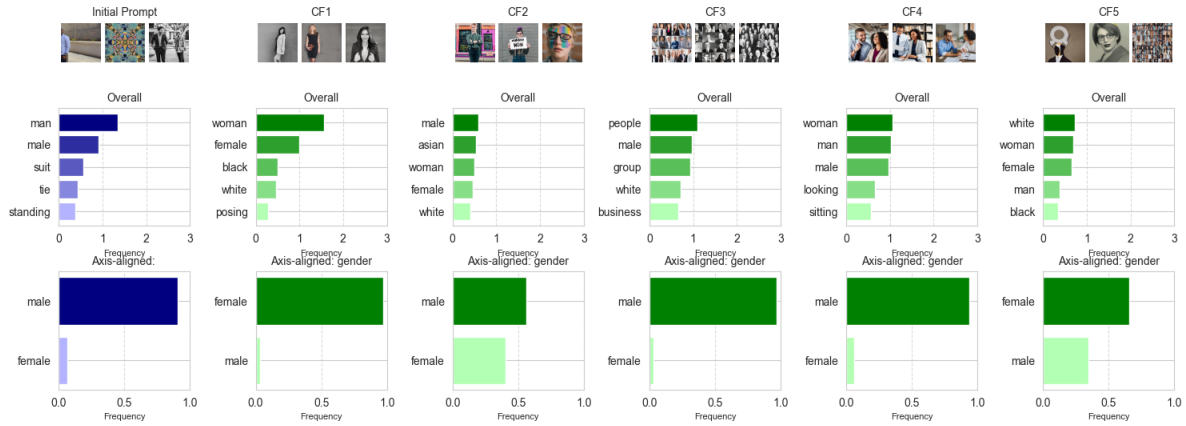 Initial Prompt CF1 CF2 CF3 CF4 CF5
Overall Overall Overall Overall Overall Overall
man woman male people woman white
male female asian male man woman
suit black woman group male female
tie white female white looking man
standing posing white business sitting black
0 1 2 3 0 1 2 3 0 1 2 3 0 1 2 3 0 1 2 3 0 1 2 3
Frequency Frequency Frequency Frequency Frequency Frequency
Axis-aligned: Axis-aligned: gender Axis-aligned: gender Axis-aligned: gender Axis-aligned: gender Axis-aligned: gender
male female male male male female
female male female female female male
0.0 0.5 1.0 0.0 0.5 1.0 0.0 0.5 1.0 0.0 0.5 1.0 0.0 0.5 1.0 0.0 0.5 1.0
Frequency Frequency Frequency Frequency Frequency Frequency